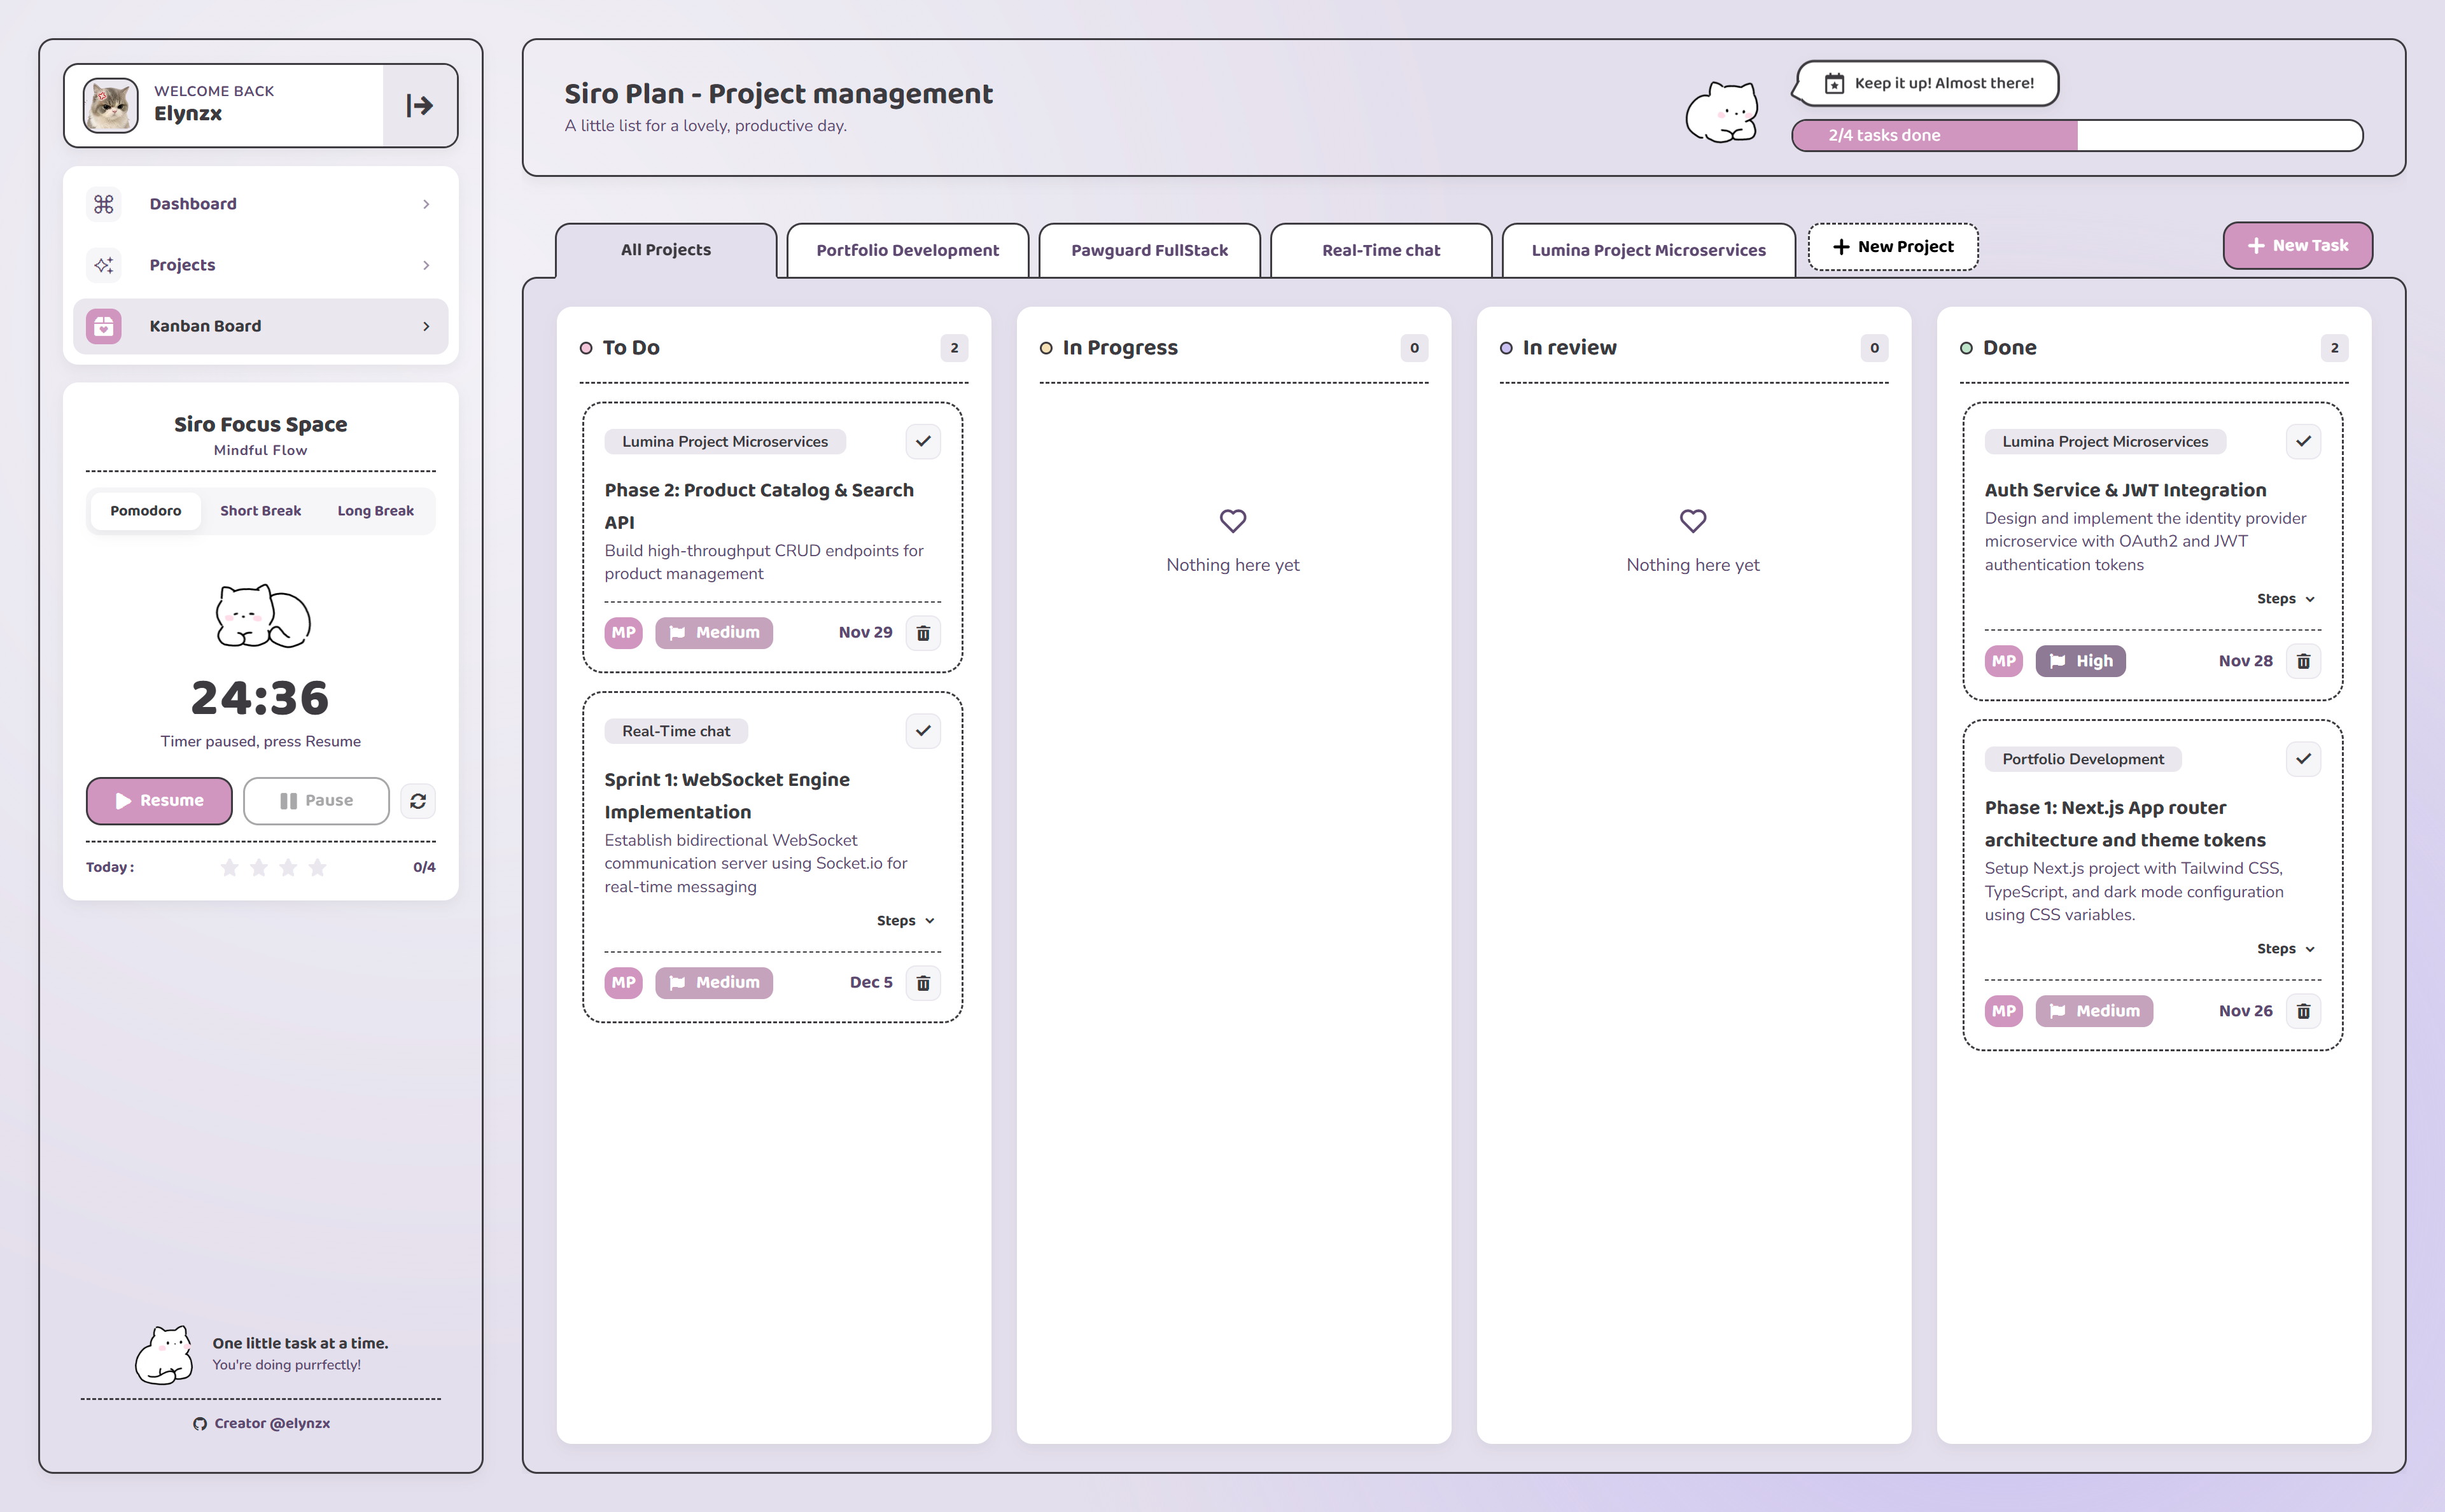 WELCOME BACK
Elynzx
Dashboard
Projects
Kanban Board
Siro Focus Space
Mindful Flow
Pomodoro
Short Break
Long Break
24:36
Timer paused, press Resume
Resume
Pause
Today :
0/4
One little task at a time.
You're doing purrfectly!
Creator @elynzx
Siro Plan - Project management
A little list for a lovely, productive day.
Keep it up! Almost there!
2/4 tasks done
All Projects
Portfolio Development
Pawguard FullStack
Real-Time chat
Lumina Project Microservices
New Project
New Task
To Do
2
Lumina Project Microservices
Phase 2: Product Catalog & Search
API
Build high-throughput CRUD endpoints for
product management
MP
Medium
Nov 29
Real-Time chat
Sprint 1: WebSocket Engine
Implementation
Establish bidirectional WebSocket
communication server using Socket.io for
real-time messaging
Steps
MP
Medium
Dec 5
In Progress
0
Nothing here yet
In review
0
Nothing here yet
Done
2
Lumina Project Microservices
Auth Service & JWT Integration
Design and implement the identity provider
microservice with OAuth2 and JWT
authentication tokens
Steps
MP
High
Nov 28
Portfolio Development
Phase 1: Next.js App router
architecture and theme tokens
Setup Next.js project with Tailwind CSS,
TypeScript, and dark mode configuration
using CSS variables.
Steps
MP
Medium
Nov 26